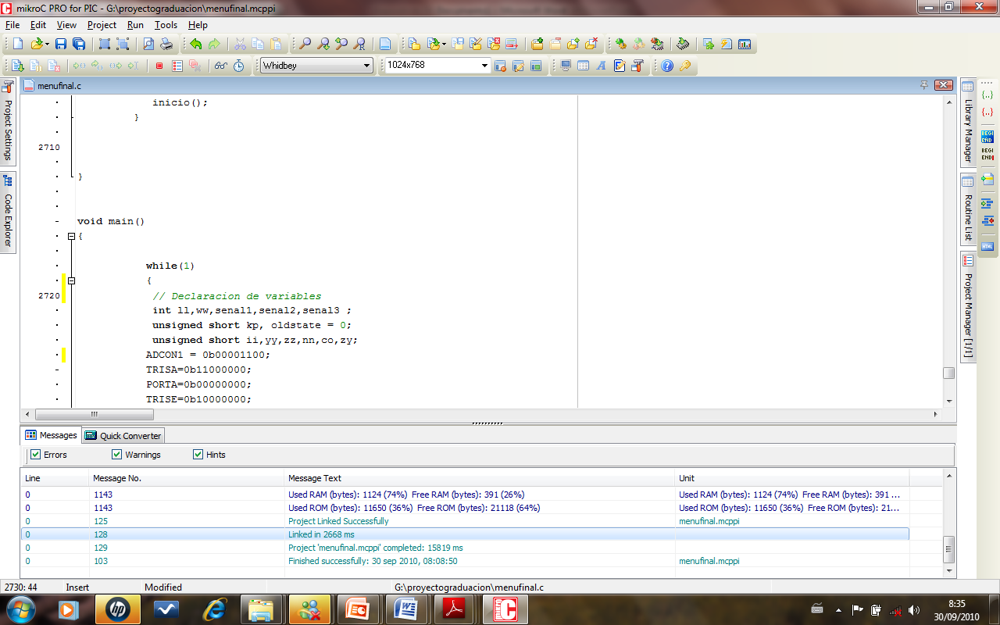 mikroC PRO for PIC - G:\proyectograduacion\menufinal.mcppi
File Edit View Project Run Tools Help
Whidbey 1024x768
menufinal.c
Project Settings
Code Explorer
inicio();
}
2710
}
void main()
{
while(1)
{
2720 // Declaracion de variables
int ll,ww,senal1,senal2,senal3 ;
unsigned short kp, oldstate = 0;
unsigned short ii,yy,zz,nn,co,zy;
ADCON1 = 0b00001100;
TRISA=0b11000000;
PORTA=0b00000000;
TRISE=0b10000000;
Library Manager
Routine List
Project Manager [1/1]
{..}
{..}
BEGI
END
BEGI
END
HTML
Messages Quick Converter
Errors Warnings Hints
Line Message No. Message Text Unit
0 1143 Used RAM (bytes): 1124 (74%) Free RAM (bytes): 391 (26%) Used RAM (bytes): 1124 (74%) Free RAM (bytes): 391 ...
0 1143 Used ROM (bytes): 11650 (36%) Free ROM (bytes): 21118 (64%) Used ROM (bytes): 11650 (36%) Free ROM (bytes): 21...
0 125 Project Linked Successfully menufinal.mcppi
0 128 Linked in 2668 ms
0 129 Project 'menufinal.mcppi' completed: 15819 ms
0 103 Finished successfully: 30 sep 2010, 08:08:50 menufinal.mcppi
2730: 44 Insert Modified G:\proyectograduacion\menufinal.c
8:35
30/09/2010